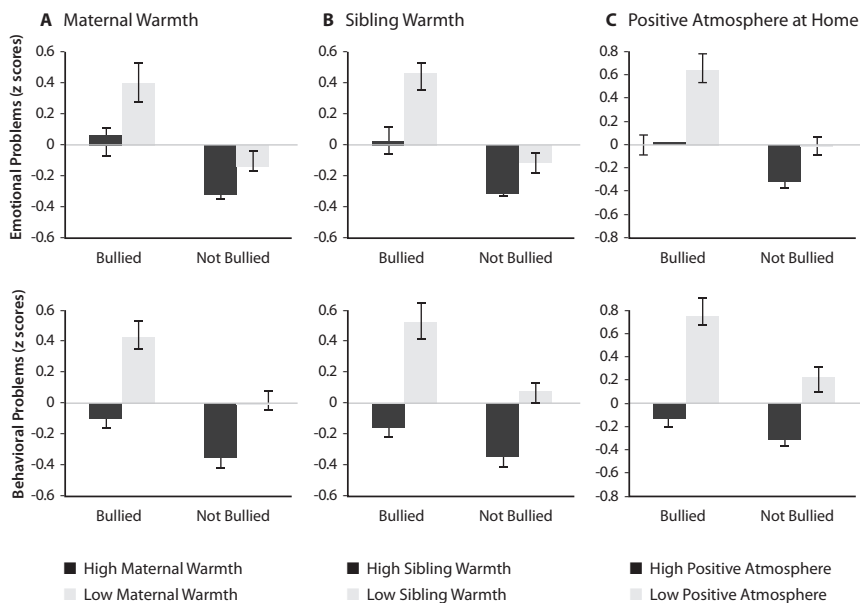 A Maternal Warmth
Emotional Problems (z scores)
0.6
0.4
0.2
0
-0.2
-0.4
-0.6
Bullied Not Bullied
B Sibling Warmth
0.6
0.4
0.2
0
-0.2
-0.4
-0.6
Bullied Not Bullied
C Positive Atmosphere at Home
0.8
0.6
0.4
0.2
0
-0.2
-0.4
-0.6
-0.8
Bullied Not Bullied
Behavioral Problems (z scores)
0.6
0.4
0.2
0
-0.2
-0.4
-0.6
Bullied Not Bullied
0.6
0.4
0.2
0
-0.2
-0.4
-0.6
Bullied Not Bullied
0.8
0.6
0.4
0.2
0
-0.2
-0.4
-0.6
-0.8
Bullied Not Bullied
High Maternal Warmth
Low Maternal Warmth
High Sibling Warmth
Low Sibling Warmth
High Positive Atmosphere
Low Positive Atmosphere